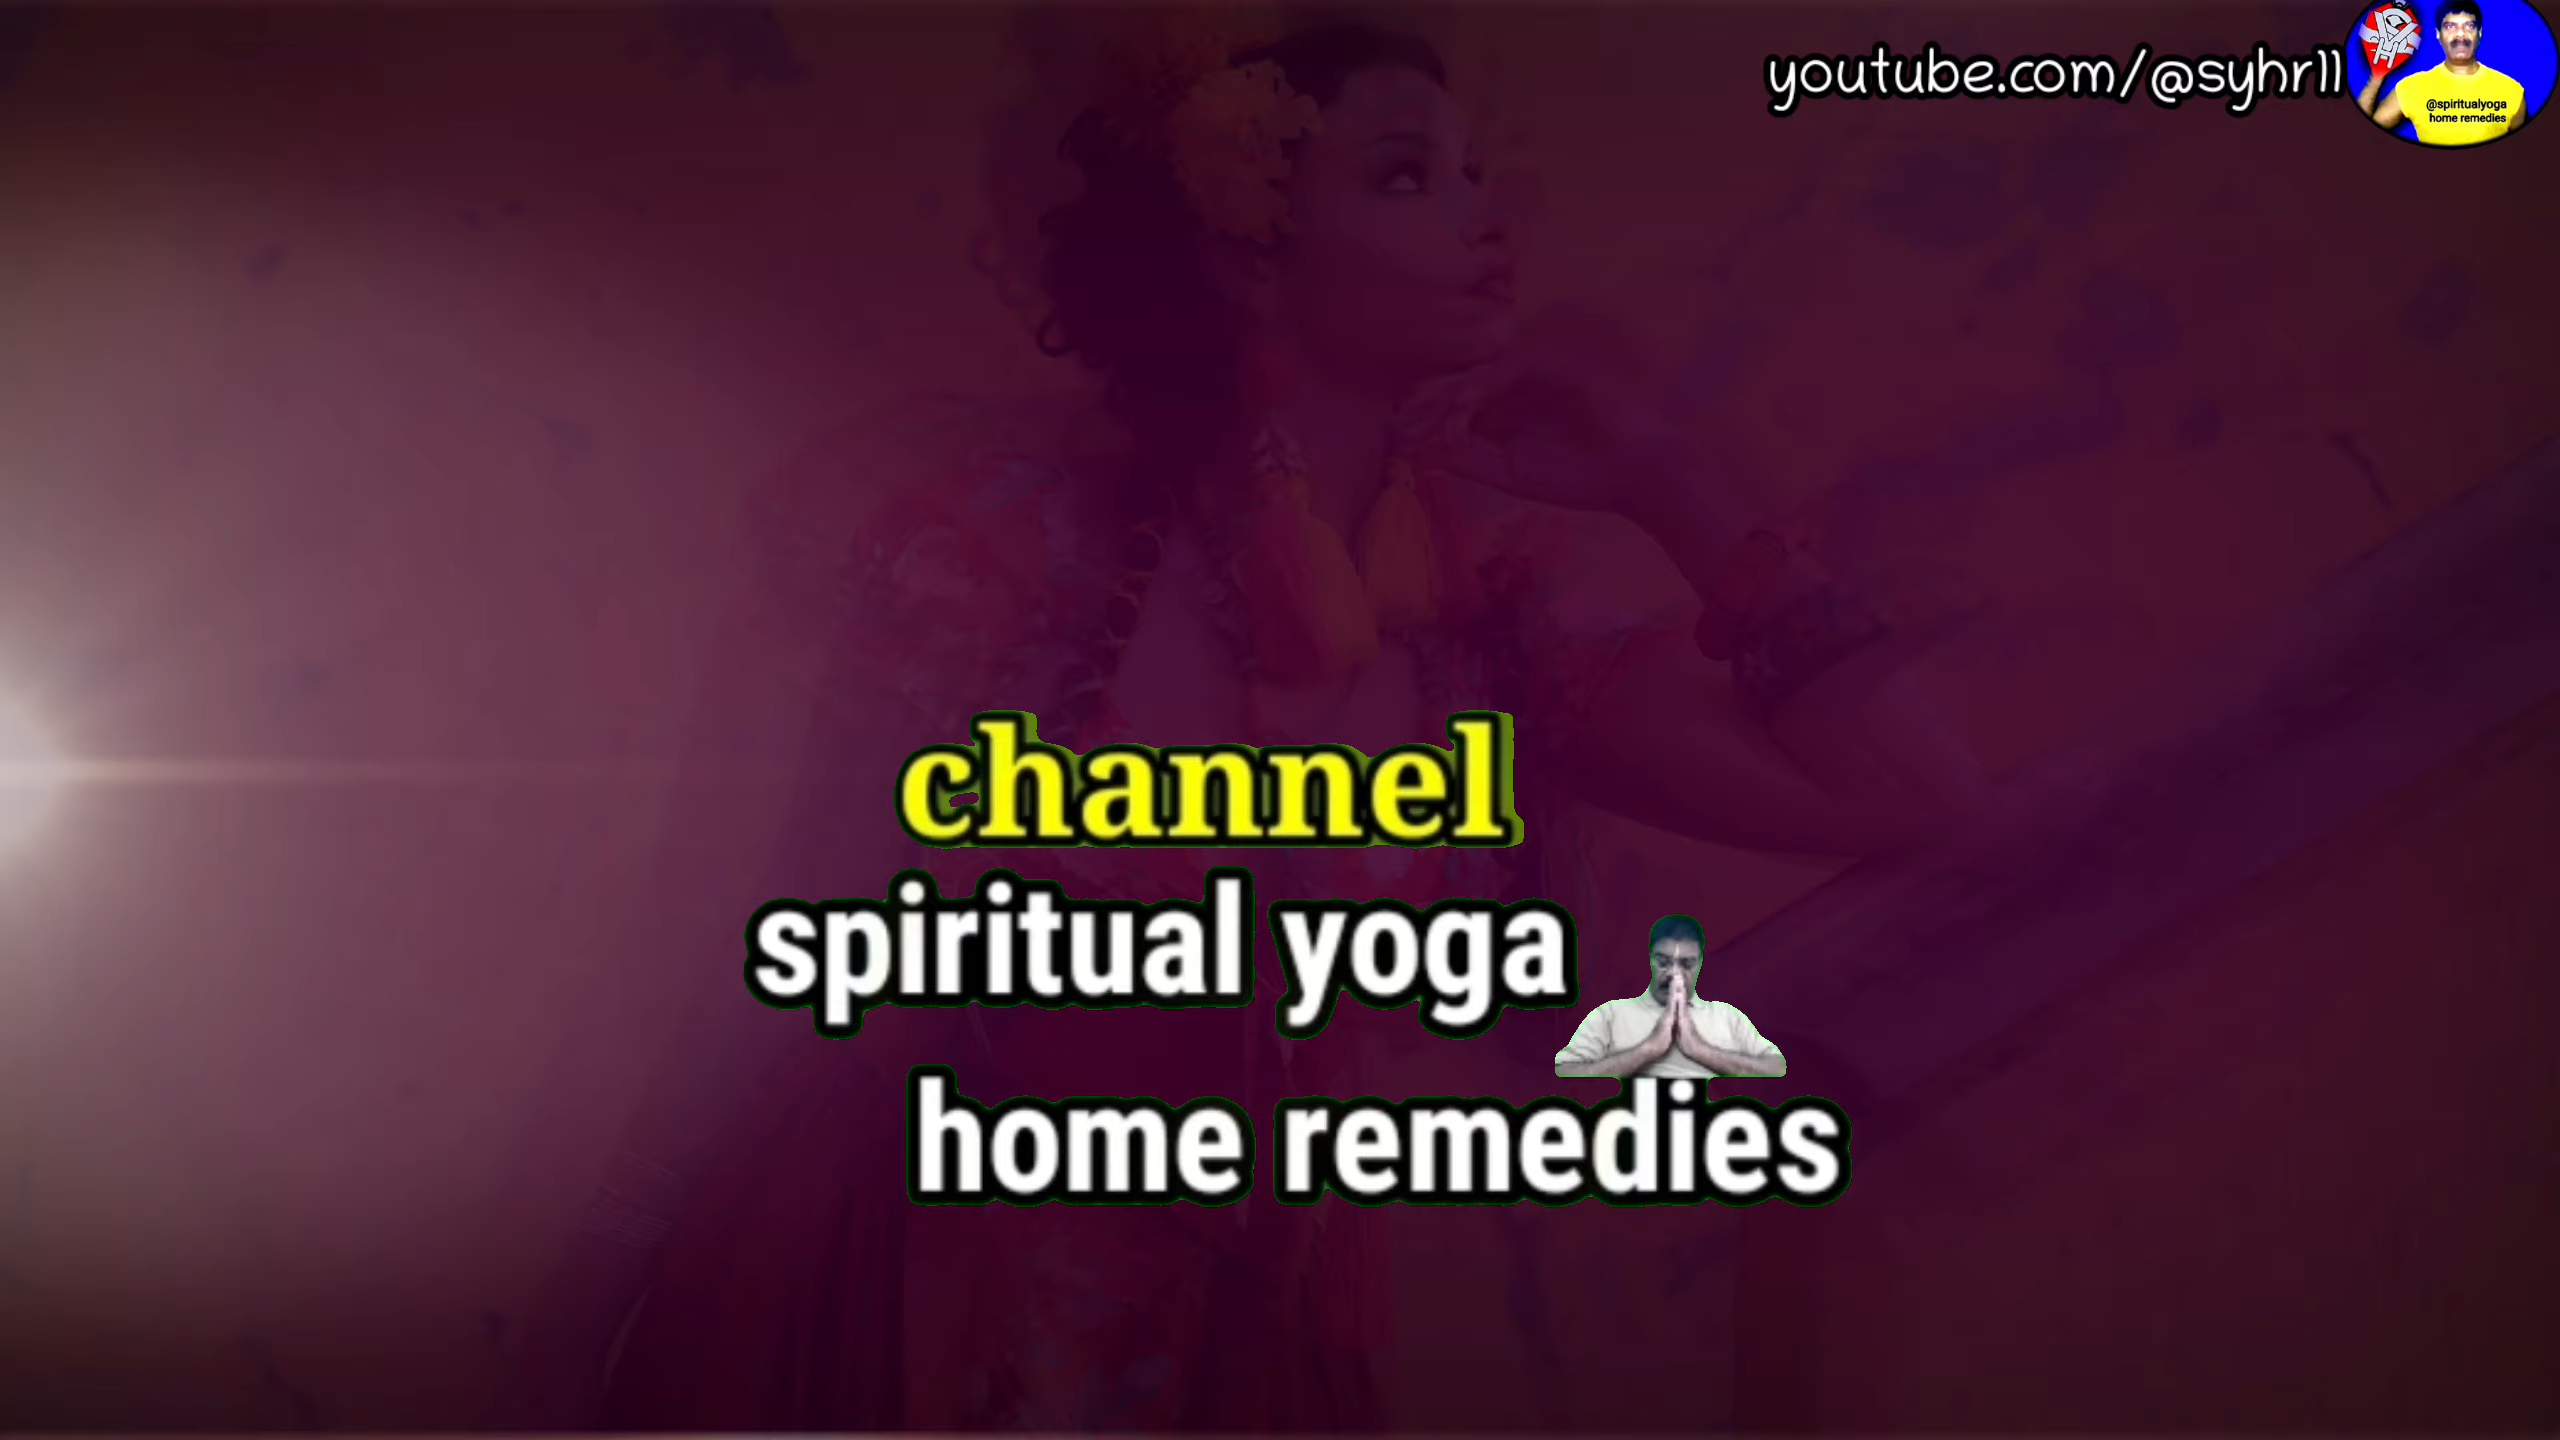 youtube.com/@syhr11
@spiritualyoga
home remedies
channel
spiritual yoga
home remedies